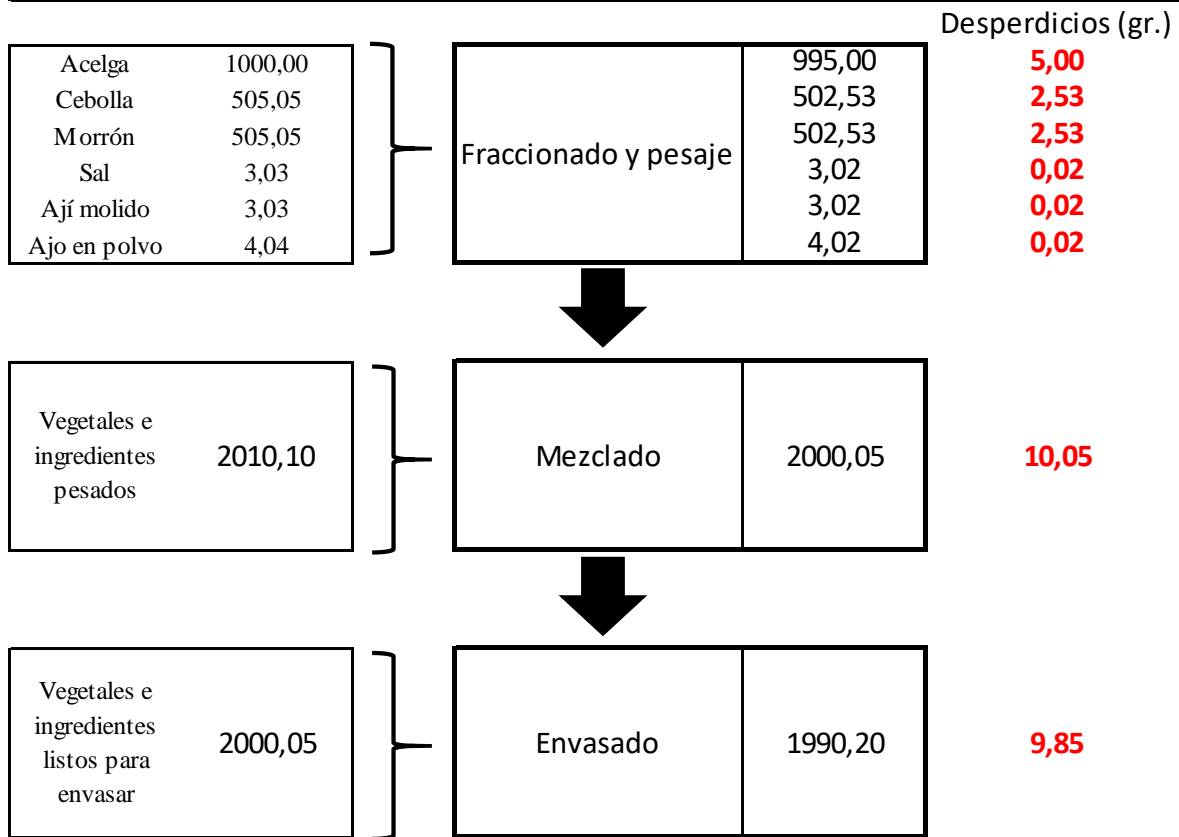 Desperdicios (gr.)
Acelga 1000,00
Cebolla 505,05
Morrón 505,05
Sal 3,03
Ají molido 3,03
Ajo en polvo 4,04
Fraccionado y pesaje
995,00
502,53
502,53
3,02
3,02
4,02
5,00
2,53
2,53
0,02
0,02
0,02
Vegetales e
ingredientes
pesados
2010,10
Mezclado
2000,05
10,05
Vegetales e
ingredientes
listos para
envasar
2000,05
Envasado
1990,20
9,85